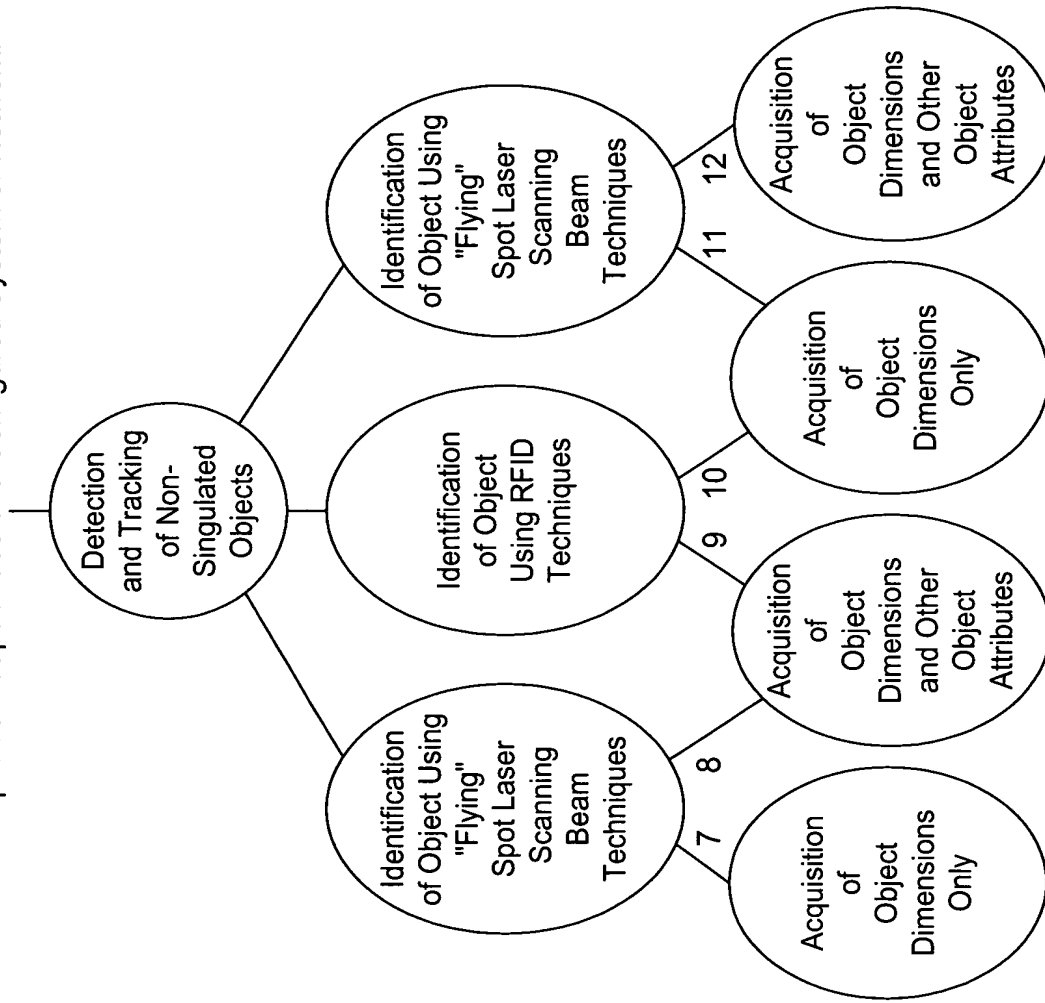 Detection
and Tracking
of Non-
Singulated
Objects
Identification
of Object Using
"Flying"
Spot Laser
Scanning
Beam
Techniques
Identification
of Object
Using RFID
Techniques
Identification
of Object Using
"Flying"
Spot Laser
Scanning
Beam
Techniques
7
8
9
10
11
12
Acquisition
of
Object
Dimensions
Only
Acquisition
of
Object
Dimensions
and Other
Object
Attributes
Acquisition
of
Object
Dimensions
Only
Acquisition
of
Object
Dimensions
and Other
Object
Attributes